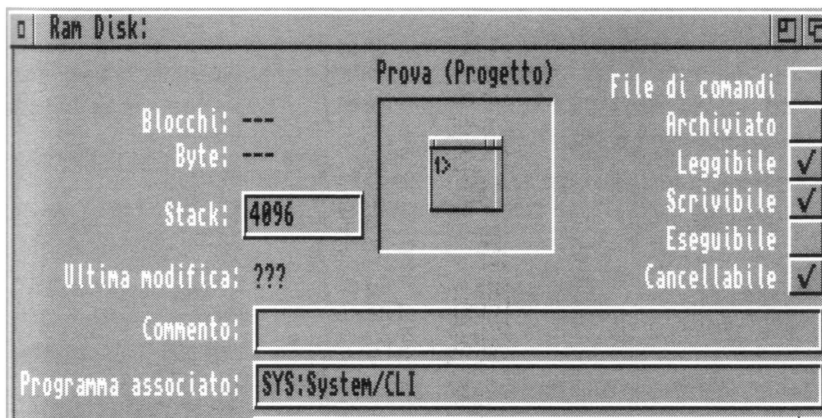 Ram Disk:
Prova (Progetto)
File di comandi
Blocchi: ---
Archiviato
Byte: ---
1>
Leggibile
Stack: 4096
Scrivibile
Eseguibile
Ultima modifica: ???
Cancellabile
Commento:
Programma associato: SYS:System/CLI